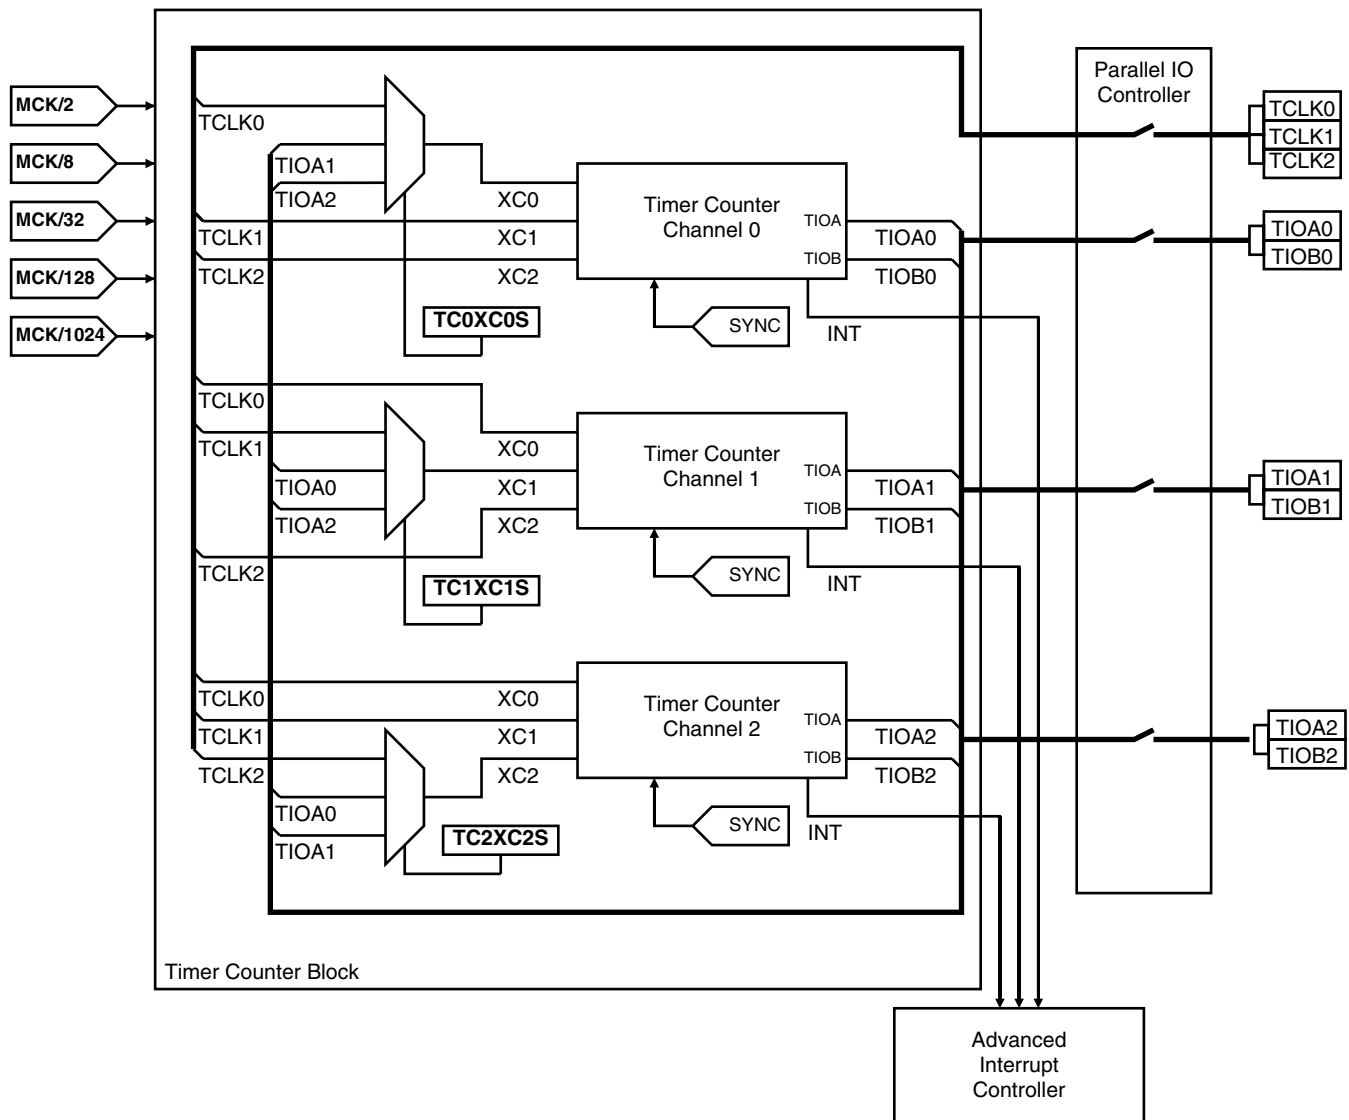 MCK/2
MCK/8
MCK/32
MCK/128
MCK/1024
TCLK0
TIOA1
TIOA2
TCLK1
TCLK2
XC0
XC1
XC2
TC0XC0S
Timer Counter
Channel 0
TIOA
TIOB
SYNC
INT
TIOA0
TIOB0
TCLK0
TCLK1
TIOA0
TIOA2
TCLK2
XC0
XC1
XC2
TC1XC1S
Timer Counter
Channel 1
TIOA
TIOB
SYNC
INT
TIOA1
TIOB1
TCLK0
TCLK1
TCLK2
TIOA0
TIOA1
XC0
XC1
XC2
TC2XC2S
Timer Counter
Channel 2
TIOA
TIOB
SYNC
INT
TIOA2
TIOB2
Timer Counter Block
Parallel IO
Controller
TCLK0
TCLK1
TCLK2
TIOA0
TIOB0
TIOA1
TIOB1
TIOA2
TIOB2
Advanced
Interrupt
Controller